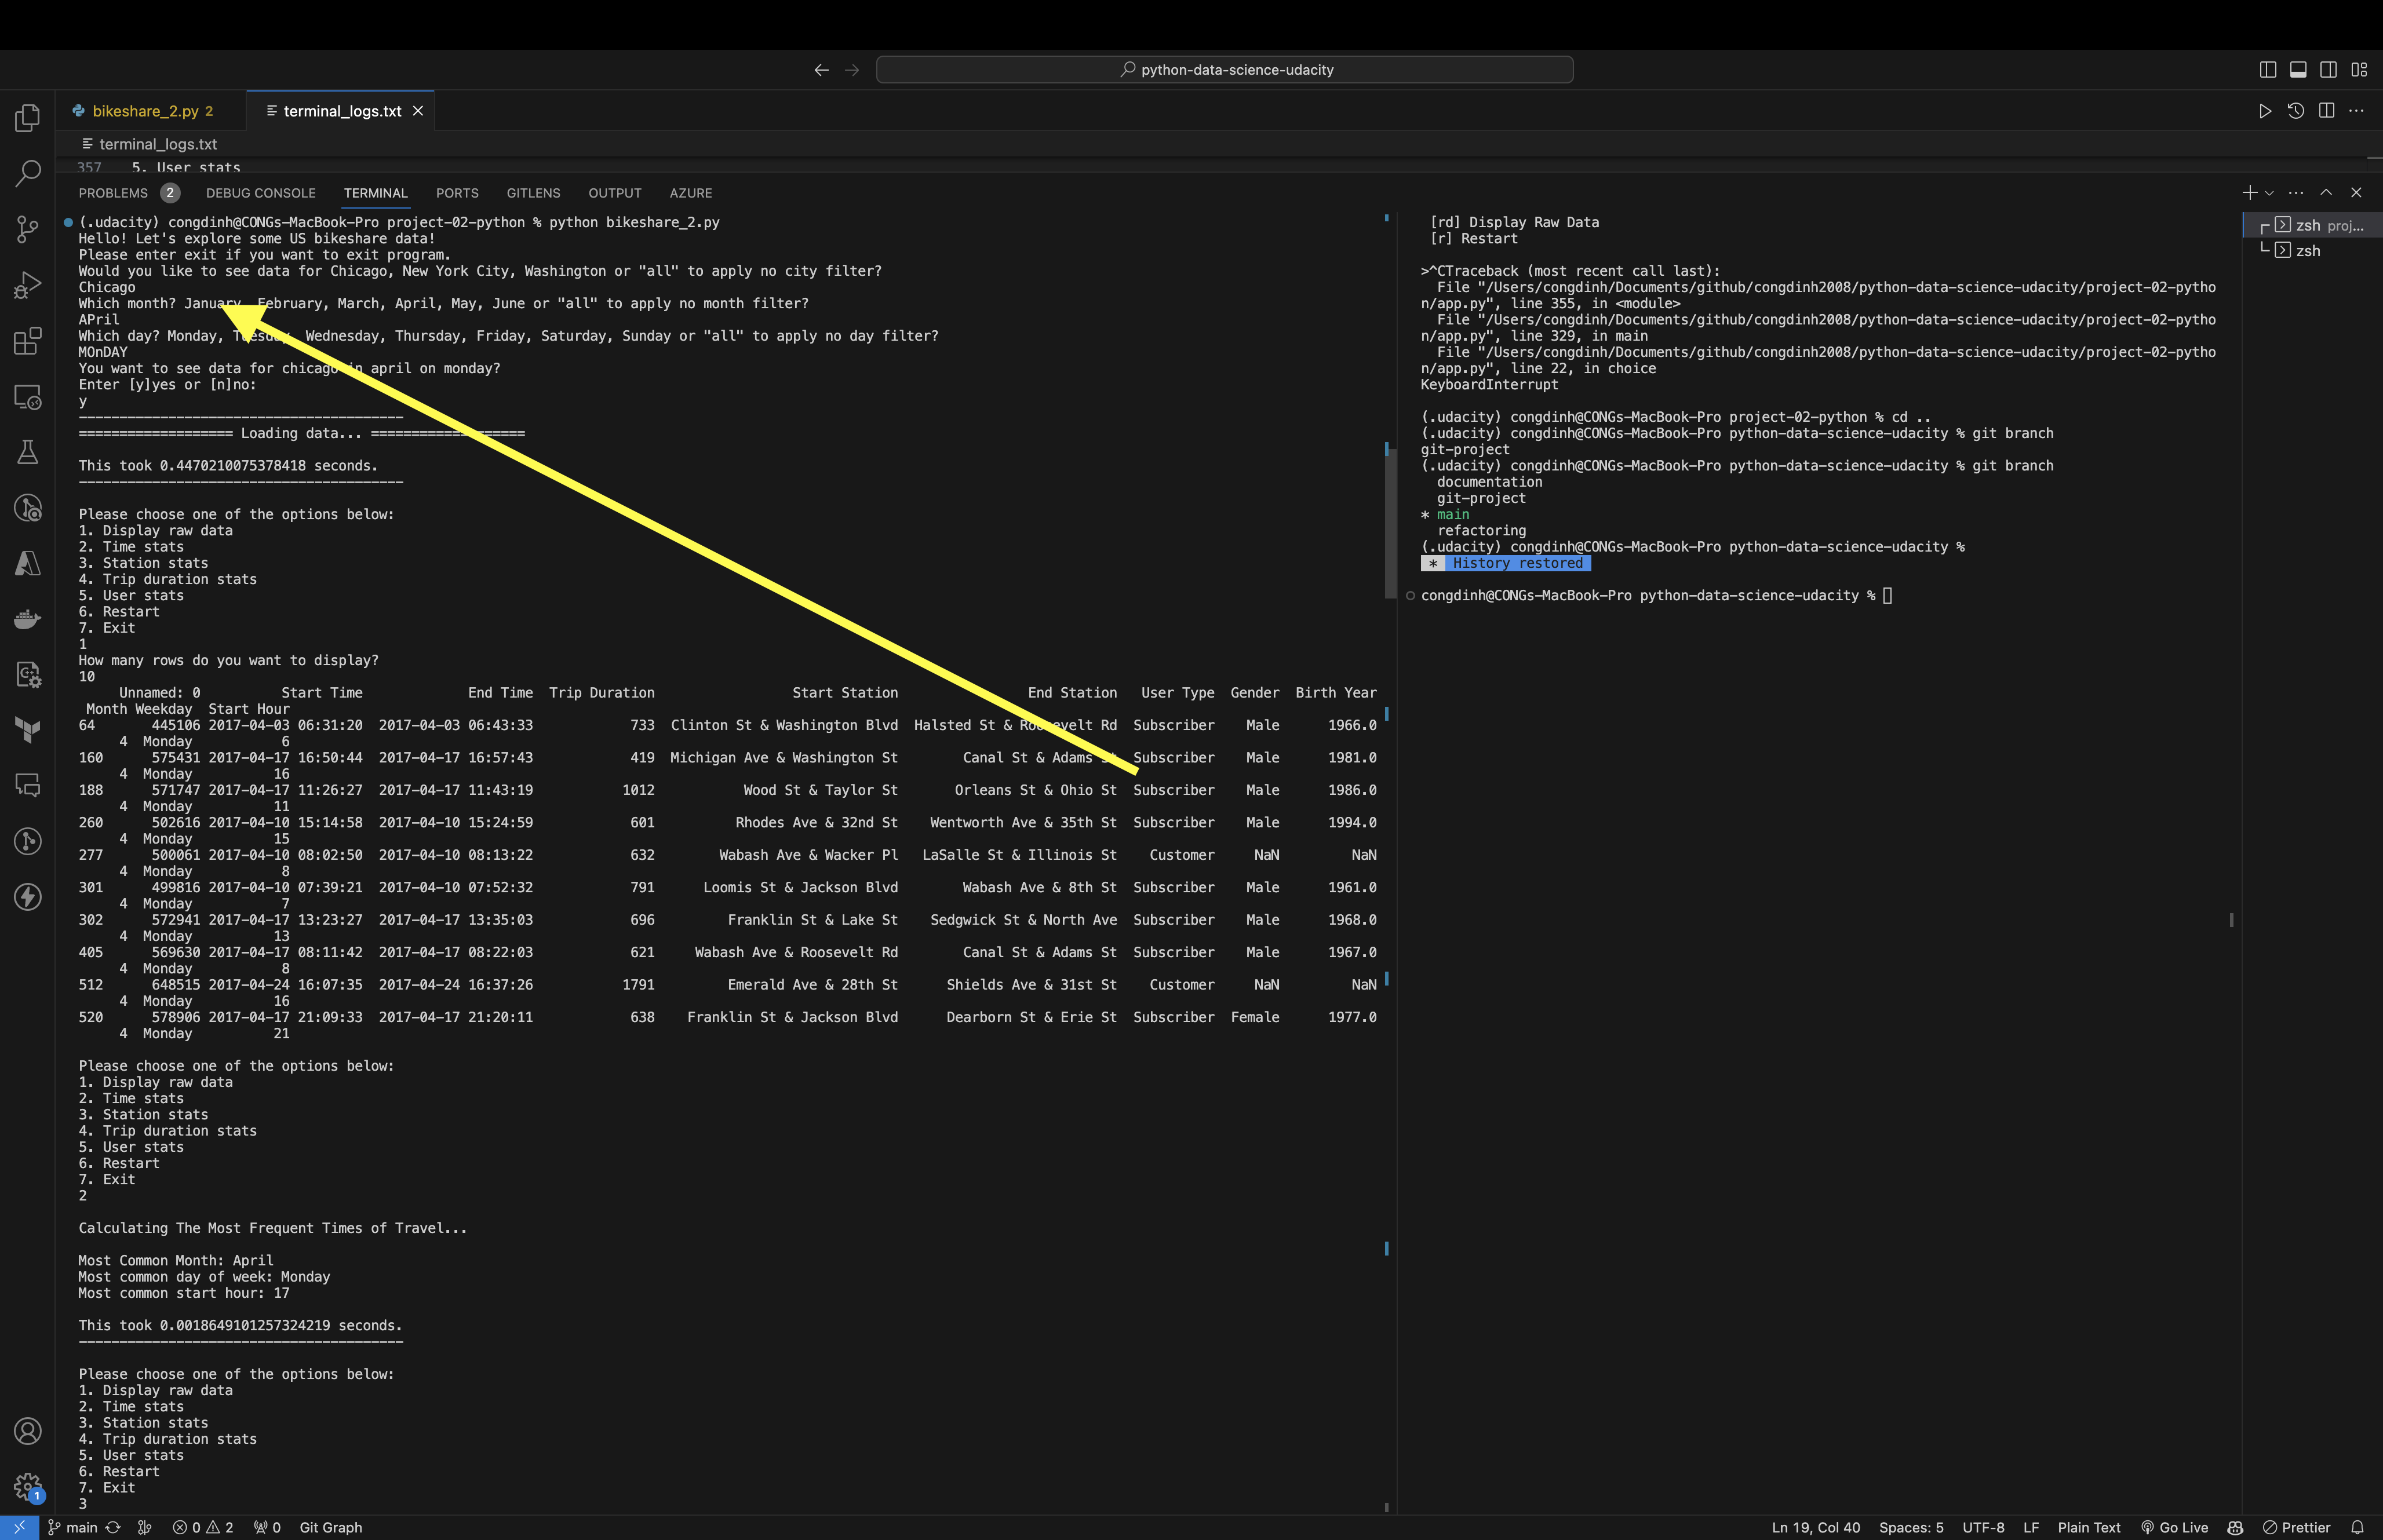 python-data-science-udacity
bikeshare_2.py 2
terminal_logs.txt
terminal_logs.txt
357 5. User stats
PROBLEMS 2 DEBUG CONSOLE TERMINAL PORTS GITLENS OUTPUT AZURE
(.udacity) congdinh@CONGs-MacBook-Pro project-02-python % python bikeshare_2.py
Hello! Let's explore some US bikeshare data!
Please enter exit if you want to exit program.
Would you like to see data for Chicago, New York City, Washington or "all" to apply no city filter?
Chicago
Which month? January, February, March, April, May, June or "all" to apply no month filter?
APril
Which day? Monday, Tuesday, Wednesday, Thursday, Friday, Saturday, Sunday or "all" to apply no day filter?
MOnDAY
You want to see data for chicago in april on monday?
Enter [y]yes or [n]no:
y
----------------------------------------
=================== Loading data... ===================
This took 0.4470210075378418 seconds.
----------------------------------------
Please choose one of the options below:
1. Display raw data
2. Time stats
3. Station stats
4. Trip duration stats
5. User stats
6. Restart
7. Exit
1
How many rows do you want to display?
10
Unnamed: 0 Start Time End Time Trip Duration Start Station End Station User Type Gender Birth Year
Month Weekday Start Hour
64 445106 2017-04-03 06:31:20 2017-04-03 06:43:33 733 Clinton St & Washington Blvd Halsted St & Roosevelt Rd Subscriber Male 1966.0
4 Monday 6
160 575431 2017-04-17 16:50:44 2017-04-17 16:57:43 419 Michigan Ave & Washington St Canal St & Adams St Subscriber Male 1981.0
4 Monday 16
188 571747 2017-04-17 11:26:27 2017-04-17 11:43:19 1012 Wood St & Taylor St Orleans St & Ohio St Subscriber Male 1986.0
4 Monday 11
260 502616 2017-04-10 15:14:58 2017-04-10 15:24:59 601 Rhodes Ave & 32nd St Wentworth Ave & 35th St Subscriber Male 1994.0
4 Monday 15
277 500061 2017-04-10 08:02:50 2017-04-10 08:13:22 632 Wabash Ave & Wacker Pl LaSalle St & Illinois St Customer NaN NaN
4 Monday 8
301 499816 2017-04-10 07:39:21 2017-04-10 07:52:32 791 Loomis St & Jackson Blvd Wabash Ave & 8th St Subscriber Male 1961.0
4 Monday 7
302 572941 2017-04-17 13:23:27 2017-04-17 13:35:03 696 Franklin St & Lake St Sedgwick St & North Ave Subscriber Male 1968.0
4 Monday 13
405 569630 2017-04-17 08:11:42 2017-04-17 08:22:03 621 Wabash Ave & Roosevelt Rd Canal St & Adams St Subscriber Male 1967.0
4 Monday 8
512 648515 2017-04-24 16:07:35 2017-04-24 16:37:26 1791 Emerald Ave & 28th St Shields Ave & 31st St Customer NaN NaN
4 Monday 16
520 578906 2017-04-17 21:09:33 2017-04-17 21:20:11 638 Franklin St & Jackson Blvd Dearborn St & Erie St Subscriber Female 1977.0
4 Monday 21
Please choose one of the options below:
1. Display raw data
2. Time stats
3. Station stats
4. Trip duration stats
5. User stats
6. Restart
7. Exit
2
Calculating The Most Frequent Times of Travel...
Most Common Month: April
Most common day of week: Monday
Most common start hour: 17
This took 0.0018649101257324219 seconds.
----------------------------------------
Please choose one of the options below:
1. Display raw data
2. Time stats
3. Station stats
4. Trip duration stats
5. User stats
6. Restart
7. Exit
3
[rd] Display Raw Data
[r] Restart
>^CTraceback (most recent call last):
File "/Users/congdinh/Documents/github/congdinh2008/python-data-science-udacity/project-02-pytho
n/app.py", line 355, in <module>
File "/Users/congdinh/Documents/github/congdinh2008/python-data-science-udacity/project-02-pytho
n/app.py", line 329, in main
File "/Users/congdinh/Documents/github/congdinh2008/python-data-science-udacity/project-02-pytho
n/app.py", line 22, in choice
KeyboardInterrupt
(.udacity) congdinh@CONGs-MacBook-Pro project-02-python % cd ..
(.udacity) congdinh@CONGs-MacBook-Pro python-data-science-udacity % git branch
git-project
(.udacity) congdinh@CONGs-MacBook-Pro python-data-science-udacity % git branch
documentation
git-project
* main
refactoring
(.udacity) congdinh@CONGs-MacBook-Pro python-data-science-udacity %
* History restored
congdinh@CONGs-MacBook-Pro python-data-science-udacity %
zsh proj...
zsh
1
main 0 2 0 Git Graph Ln 19, Col 40 Spaces: 5 UTF-8 LF Plain Text Go Live Prettier